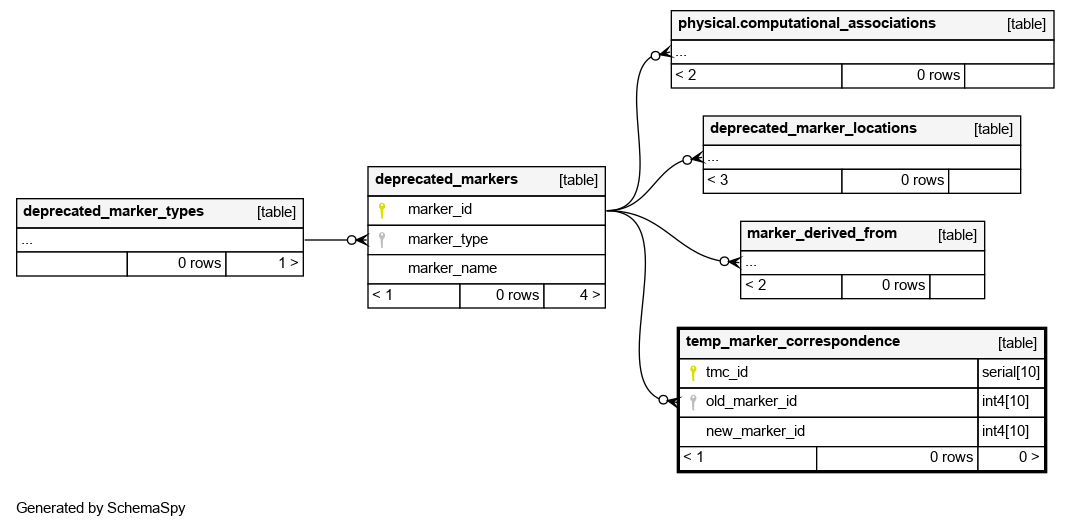 physical.computational_associations [table]
...
< 2 0 rows
deprecated_marker_locations [table]
...
< 3 0 rows
deprecated_markers [table]
marker_id
marker_type
marker_name
< 1 0 rows 4 >
deprecated_marker_types [table]
...
0 rows 1 >
marker_derived_from [table]
...
< 2 0 rows
temp_marker_correspondence [table]
tmc_id serial[10]
old_marker_id int4[10]
new_marker_id int4[10]
< 1 0 rows 0 >
Generated by SchemaSpy